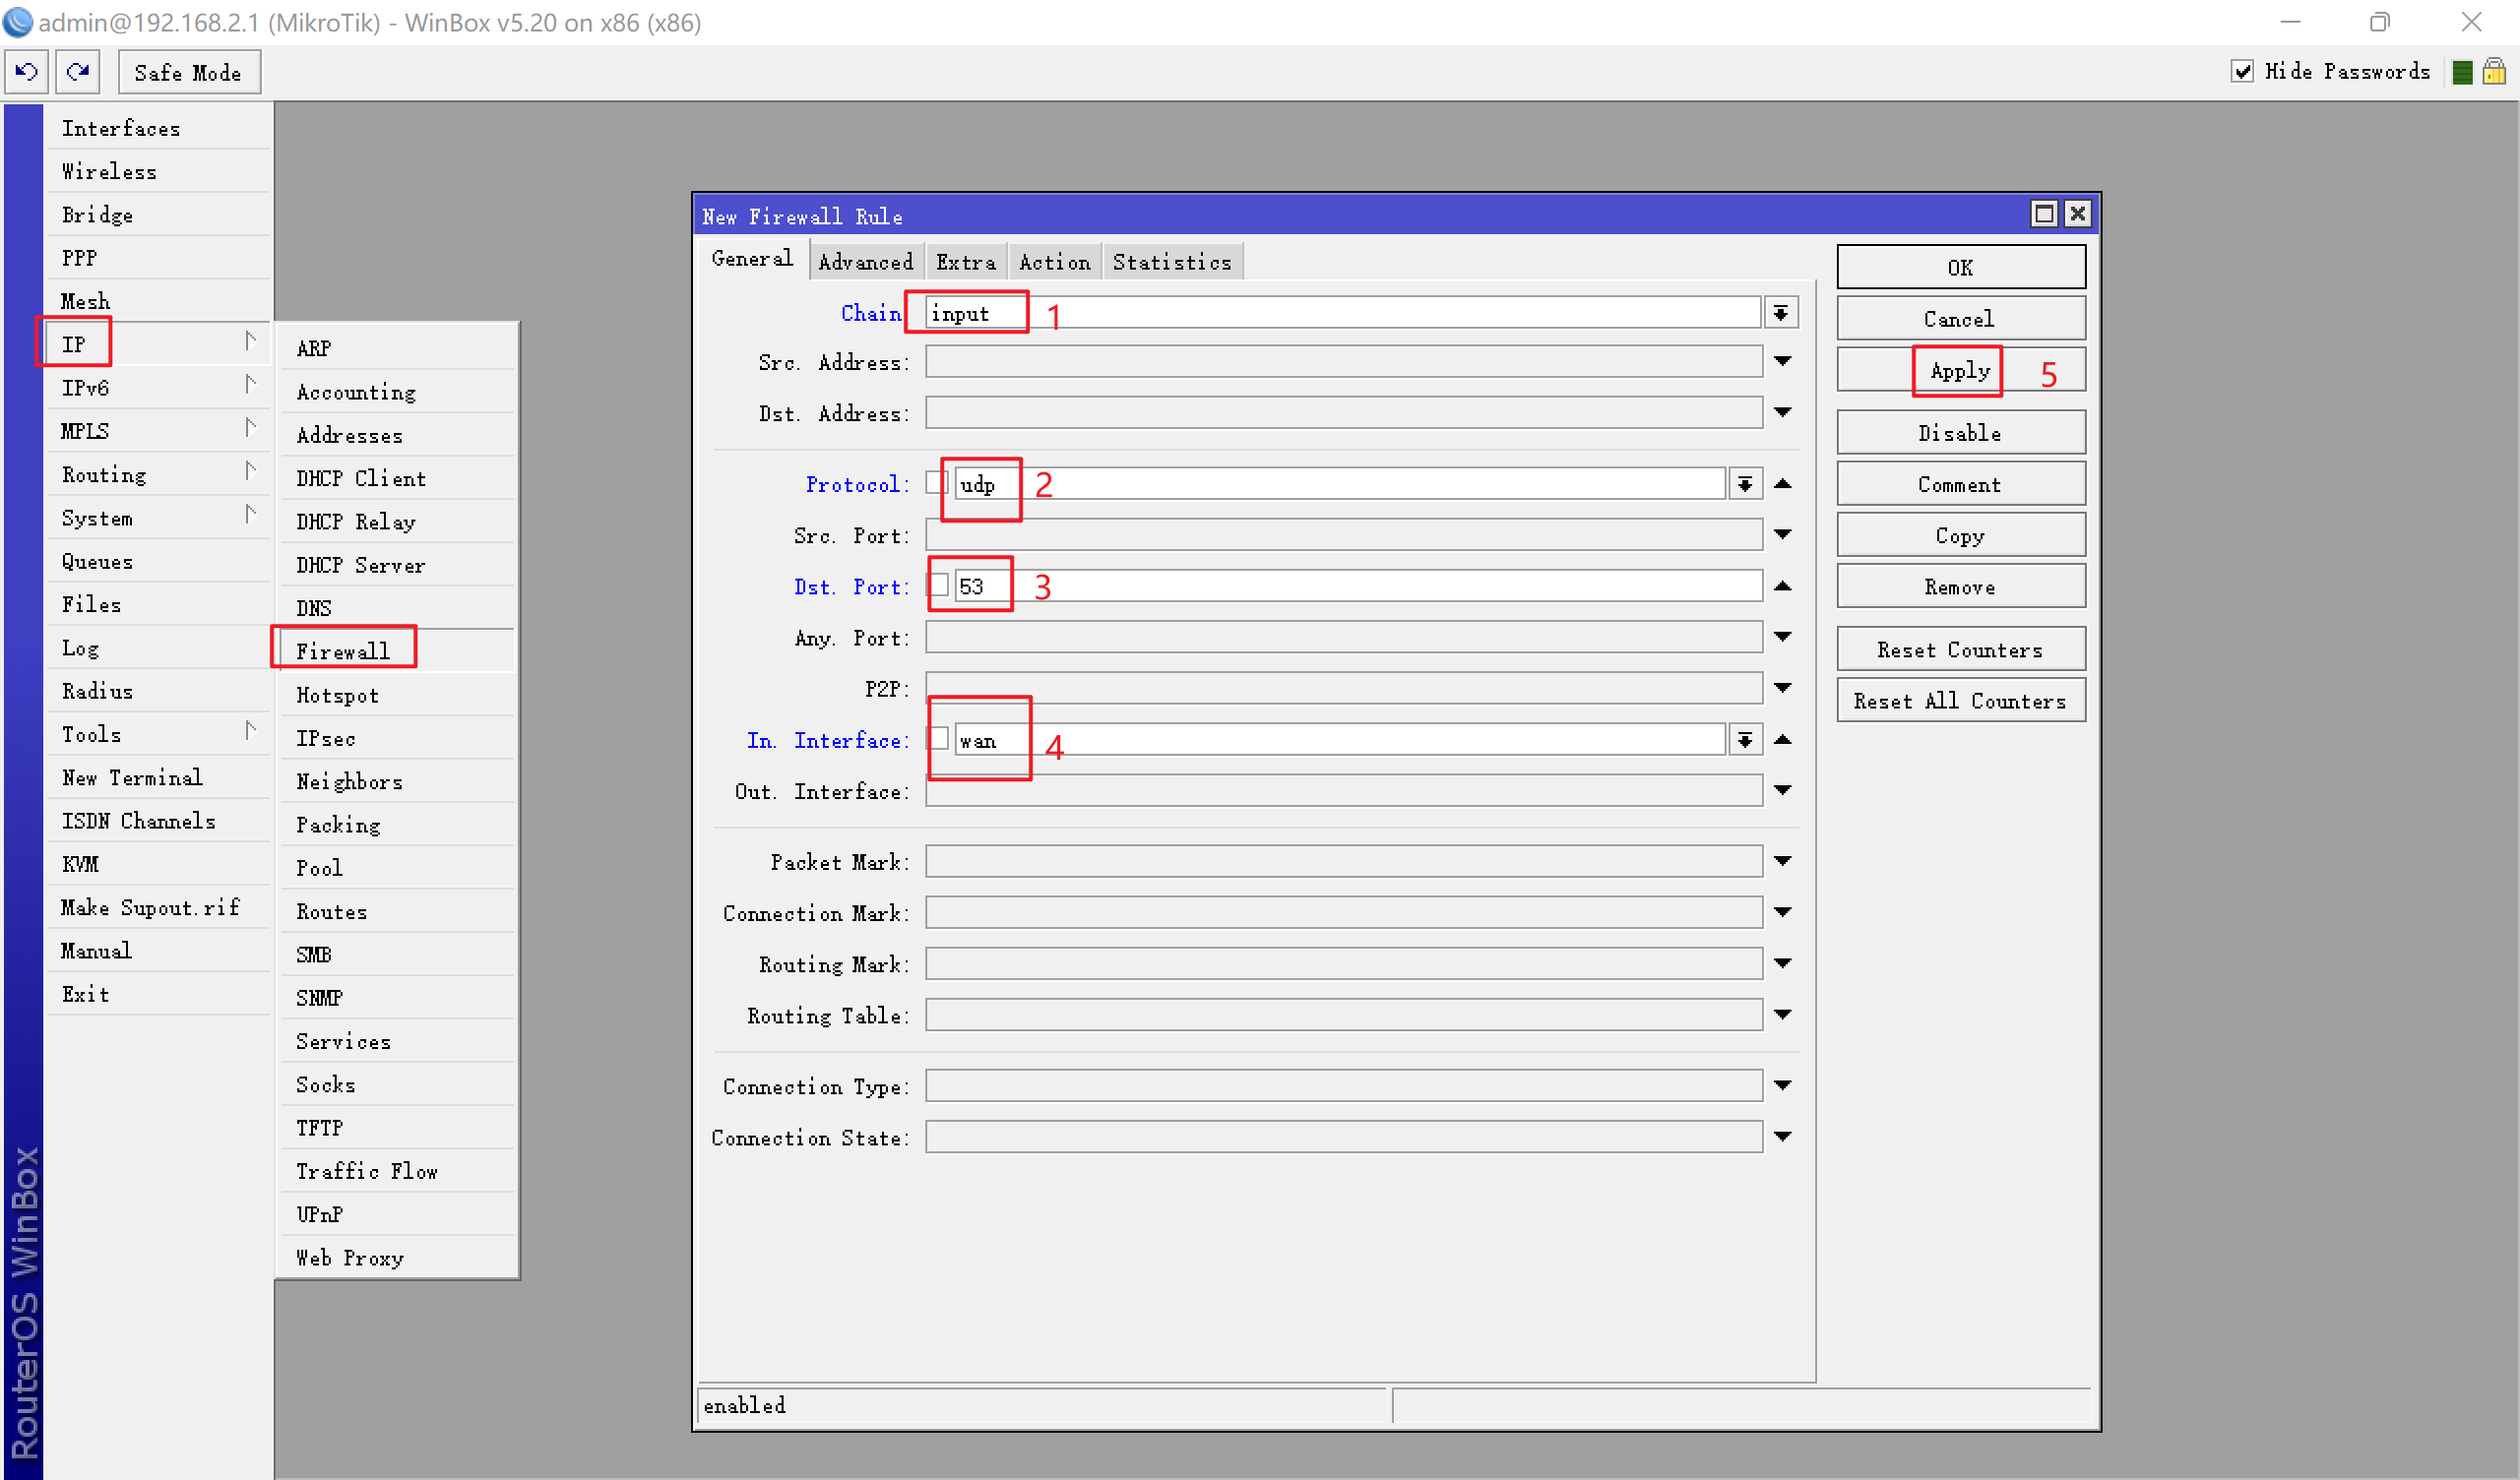 admin@192.168.2.1 (MikroTik) - WinBox v5.20 on x86 (x86)
Safe Mode
Hide Passwords
RouterOS WinBox
Interfaces
Wireless
Bridge
PPP
Mesh
IP
IPv6
MPLS
Routing
System
Queues
Files
Log
Radius
Tools
New Terminal
ISDN Channels
KVM
Make Supout.rif
Manual
Exit
ARP
Accounting
Addresses
DHCP Client
DHCP Relay
DHCP Server
DNS
Firewall
Hotspot
IPsec
Neighbors
Packing
Pool
Routes
SMB
SNMP
Services
Socks
TFTP
Traffic Flow
UPnP
Web Proxy
New Firewall Rule
General Advanced Extra Action Statistics
Chain input 1
Src. Address:
Dst. Address:
Protocol: udp 2
Src. Port:
Dst. Port: 53 3
Any. Port:
P2P:
In. Interface: wan 4
Out. Interface:
Packet Mark:
Connection Mark:
Routing Mark:
Routing Table:
Connection Type:
Connection State:
OK
Cancel
Apply 5
Disable
Comment
Copy
Remove
Reset Counters
Reset All Counters
enabled